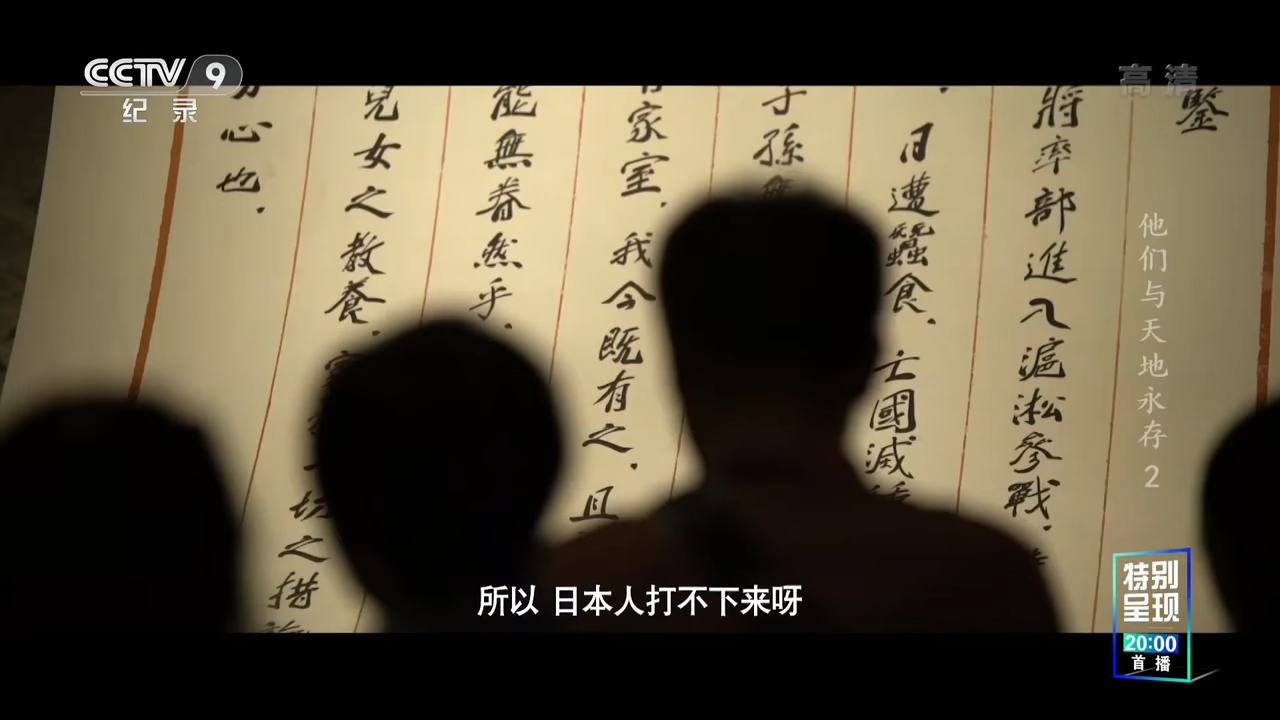 CCTV 9
纪录
高清
鑒
將率部進入滬淞參戰.
日遭蠶食.亡國滅
子孫
家室.我今既有之.且
能無眷然乎.
兒女之教養.
坊之措
心也.
他们与天地永存 2
所以 日本人打不下来呀
特别
呈现
20:00
首播